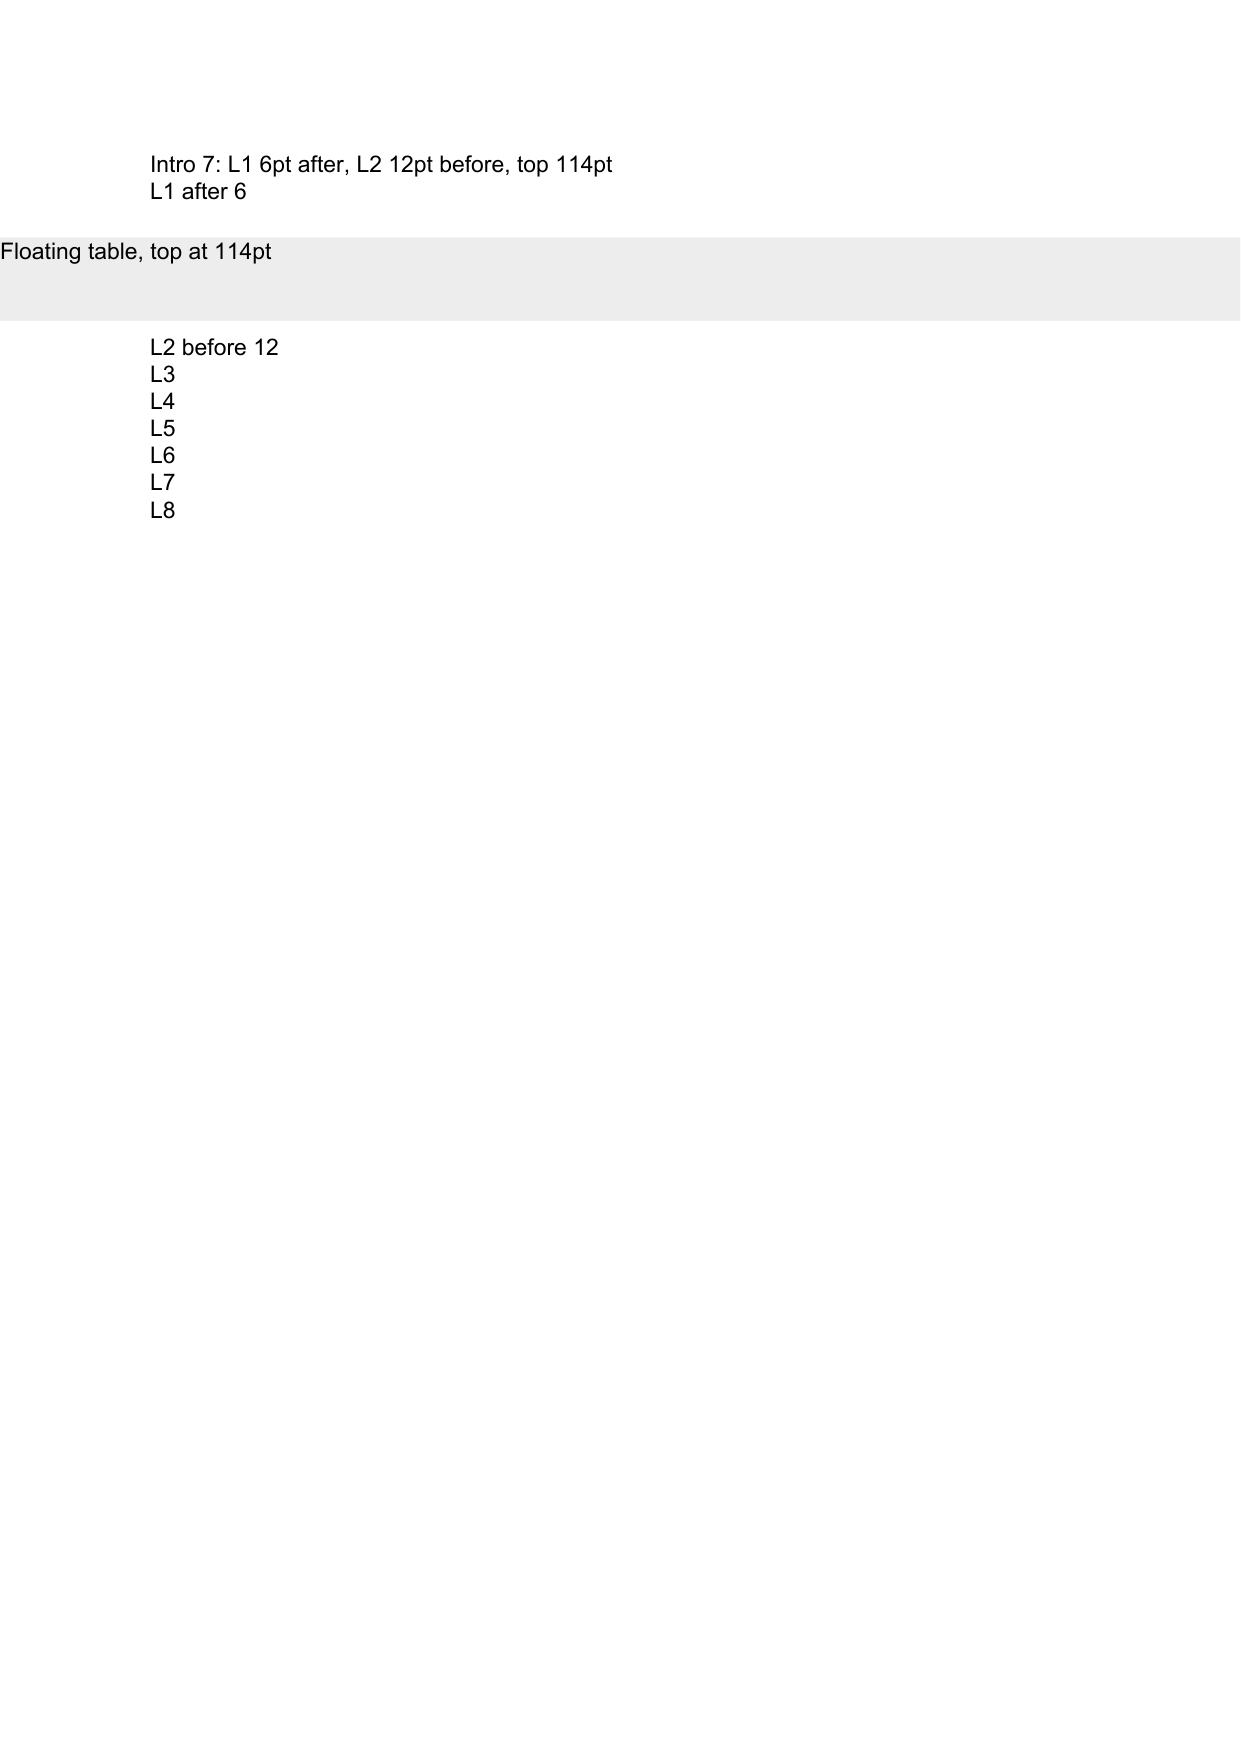 Intro 7: L1 6pt after, L2 12pt before, top 114pt
L1 after 6
Floating table, top at 114pt
L2 before 12
L3
L4
L5
L6
L7
L8